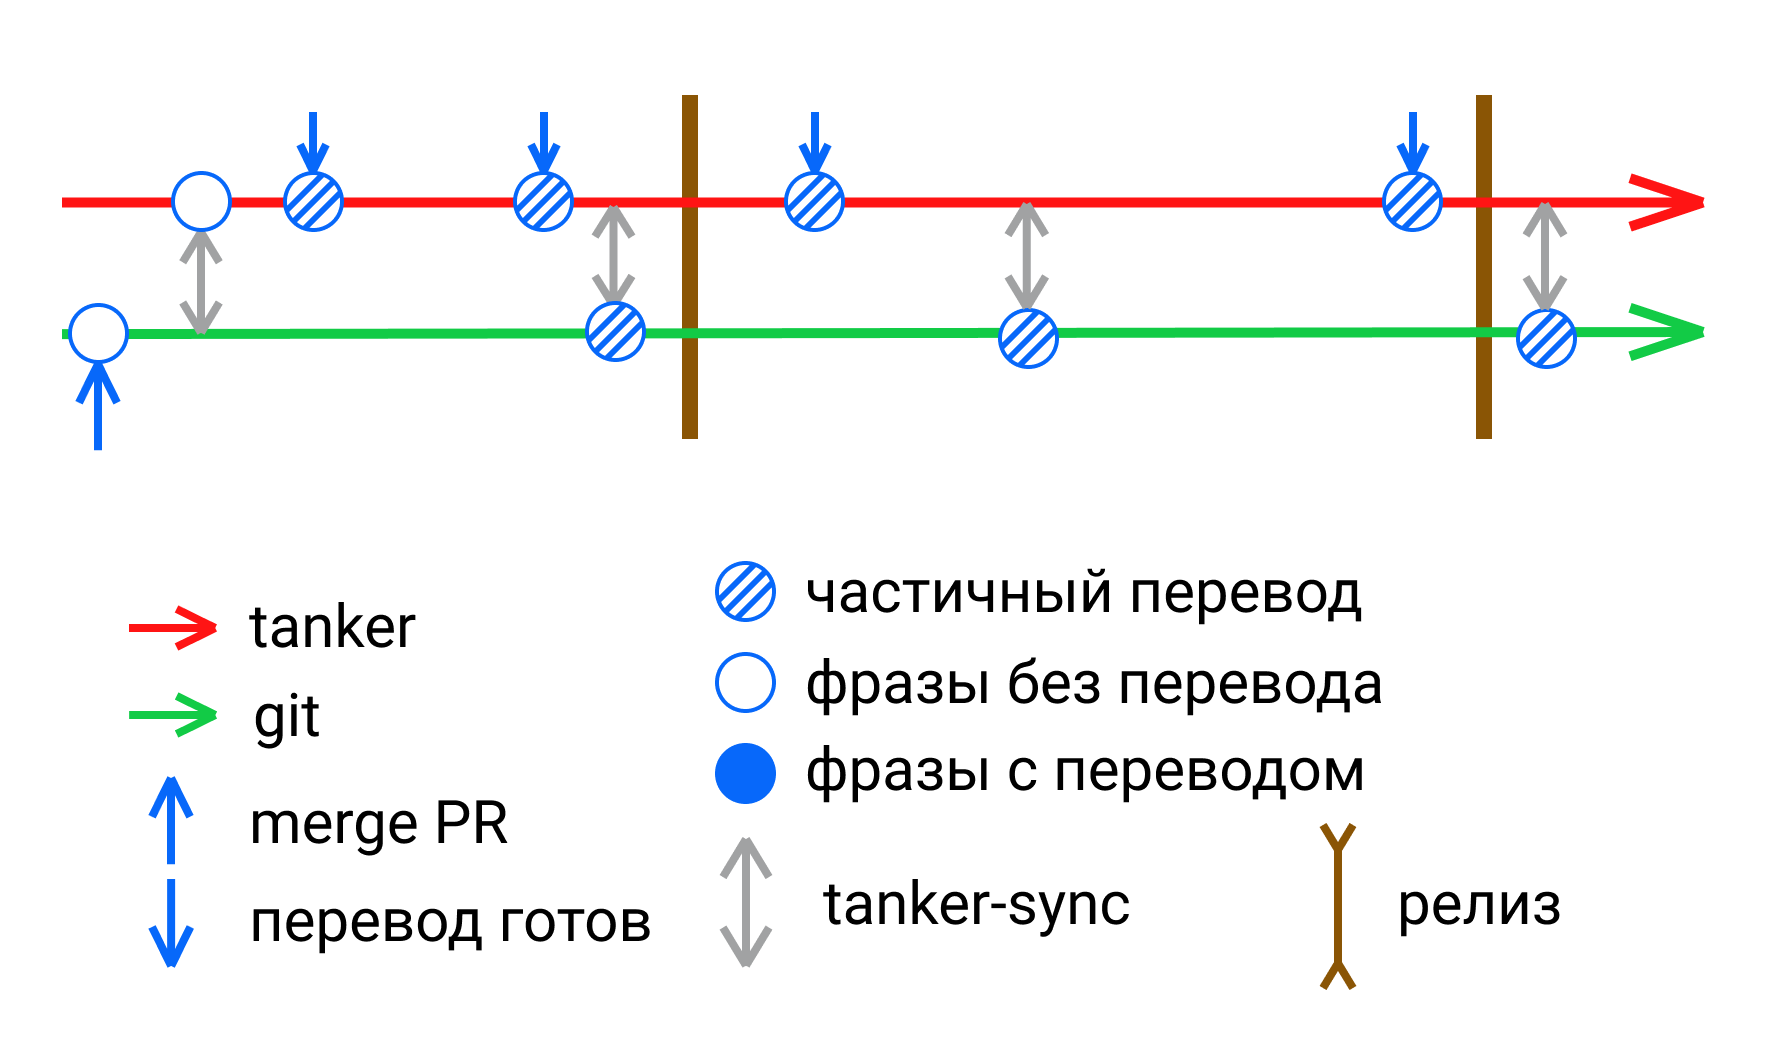 tanker
git
merge PR
перевод готов
частичный перевод
фразы без перевода
фразы с переводом
tanker-sync
релиз